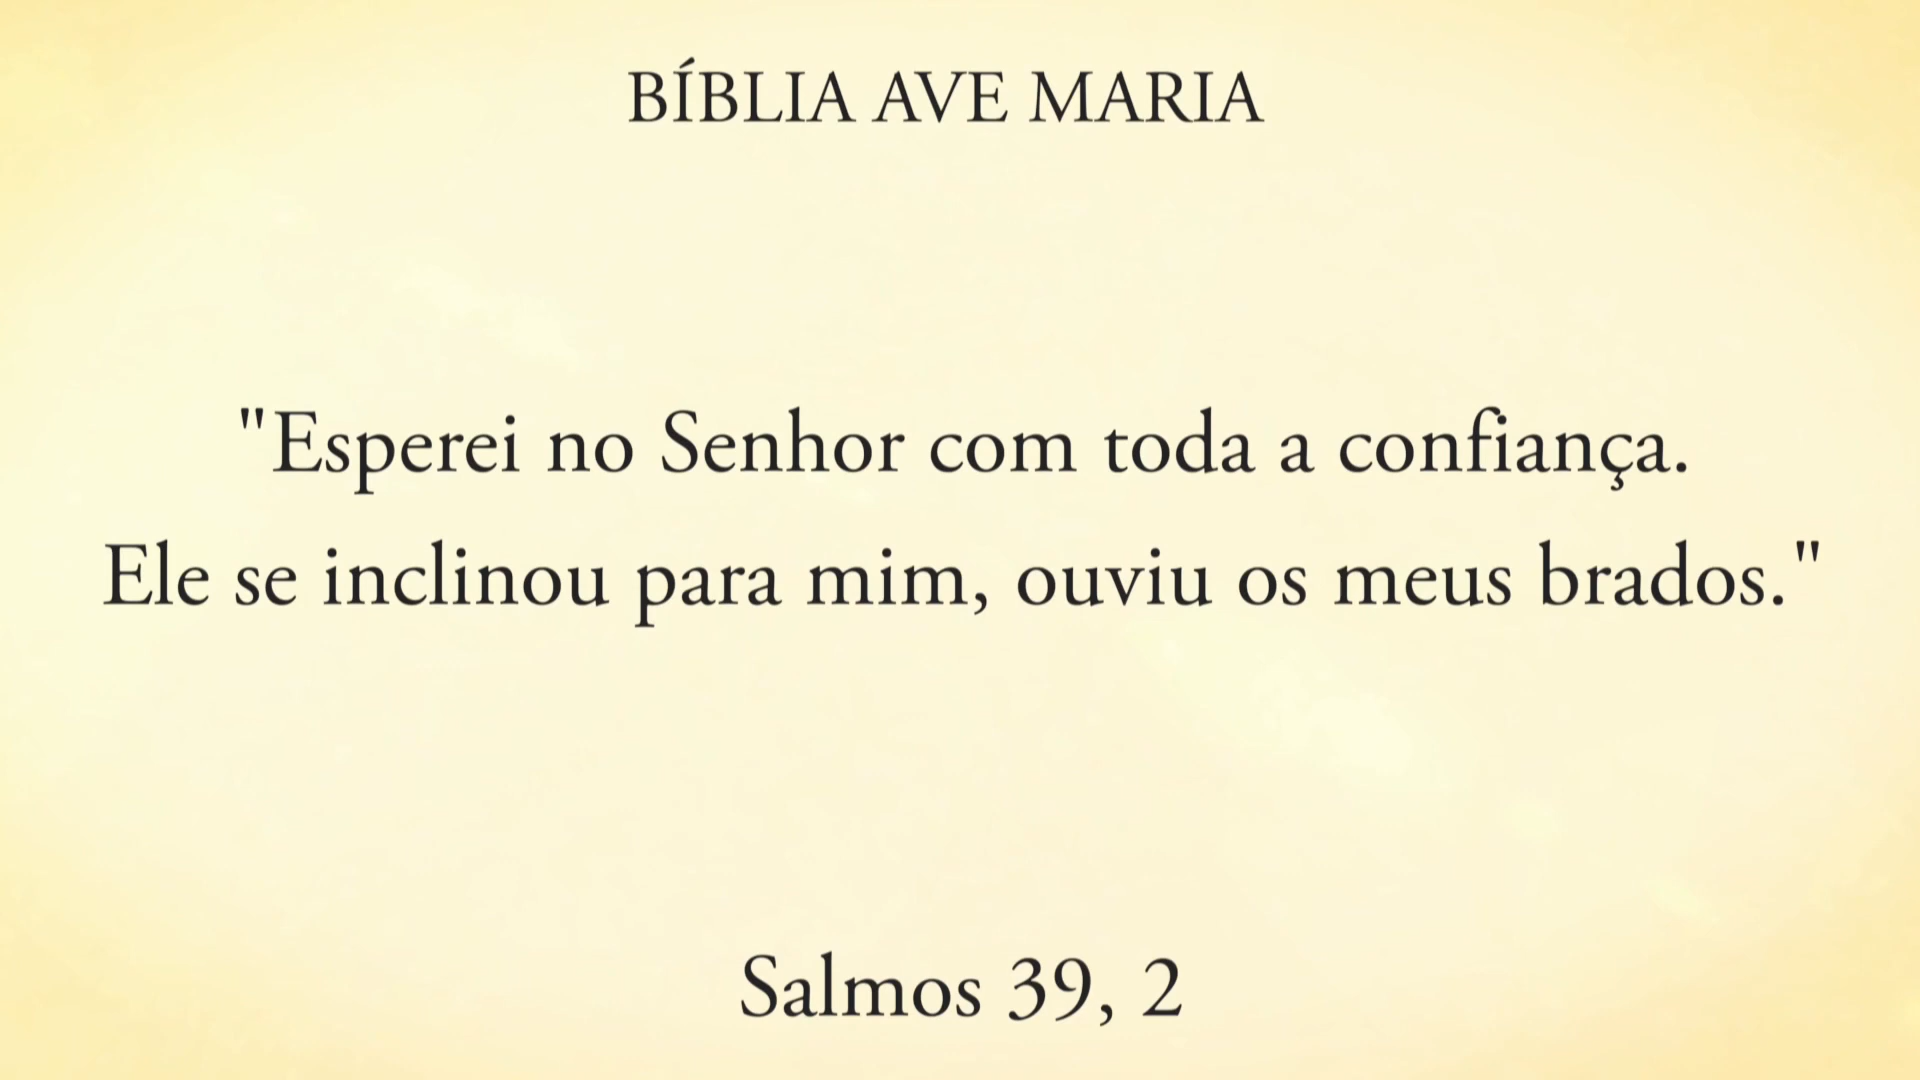 BÍBLIA AVE MARIA
"Esperei no Senhor com toda a confiança.
Ele se inclinou para mim, ouviu os meus brados."
Salmos 39, 2